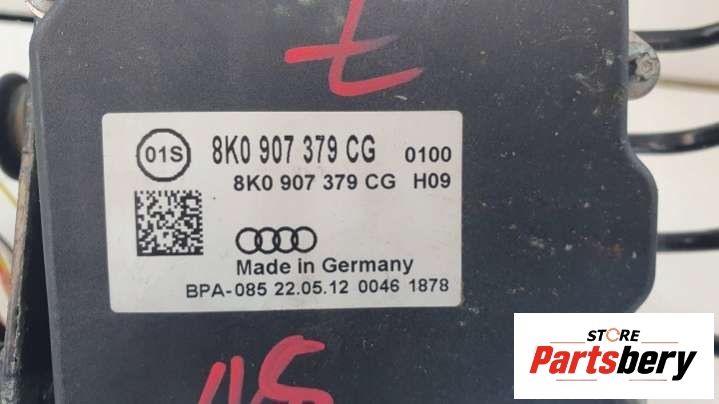 01S
8K0 907 379 CG 0100
8K0 907 379 CG H09
Made in Germany
BPA-085 22.05.12 0046 1878
STORE
Partsbery